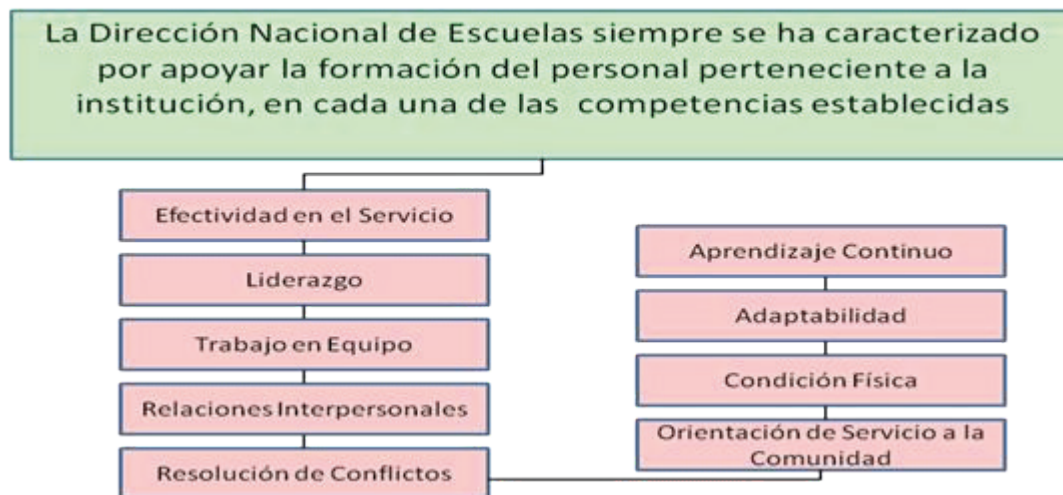 La Dirección Nacional de Escuelas siempre se ha caracterizado
por apoyar la formación del personal perteneciente a la
institución, en cada una de las competencias establecidas
Efectividad en el Servicio
Liderazgo
Trabajo en Equipo
Relaciones Interpersonales
Resolución de Conflictos
Aprendizaje Continuo
Adaptabilidad
Condición Física
Orientación de Servicio a la
Comunidad